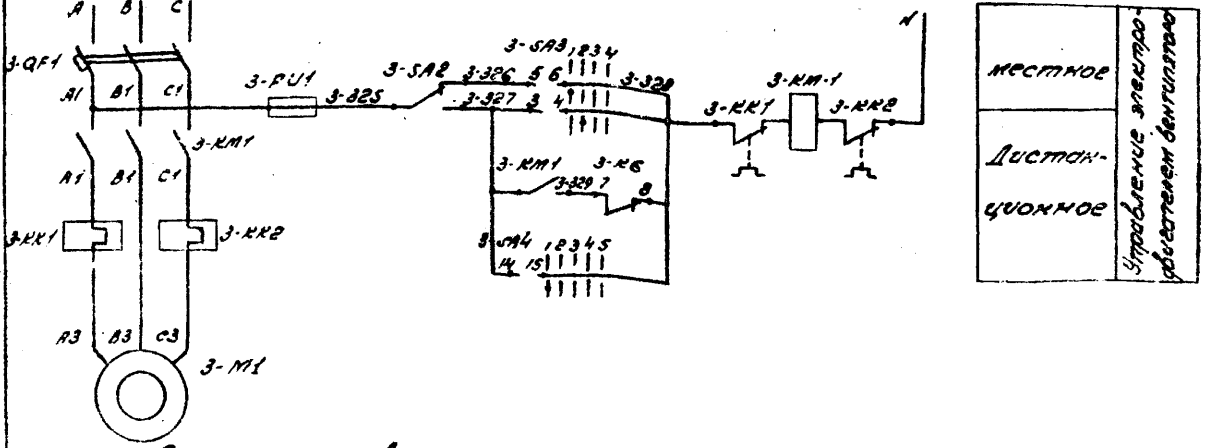 A B C
N
3-QF1
3-SA3 1 2 3 4
3-SA2
3-326 5 6
3-328
3-KM-1
3-FU1
3-KK1
3-KK2
A1 B1 C1
3-325
3-327 3 4
3-KM1
3-KM1
3-K6
A1 B1 C1
3-329 7
8
3-KK1
3-KK2
3-SA4 1 2 3 4 5
14 15
A3 B3 C3
3-M1
местное
Дистан-
ционное
Управление электро-
двигателем вентилятора